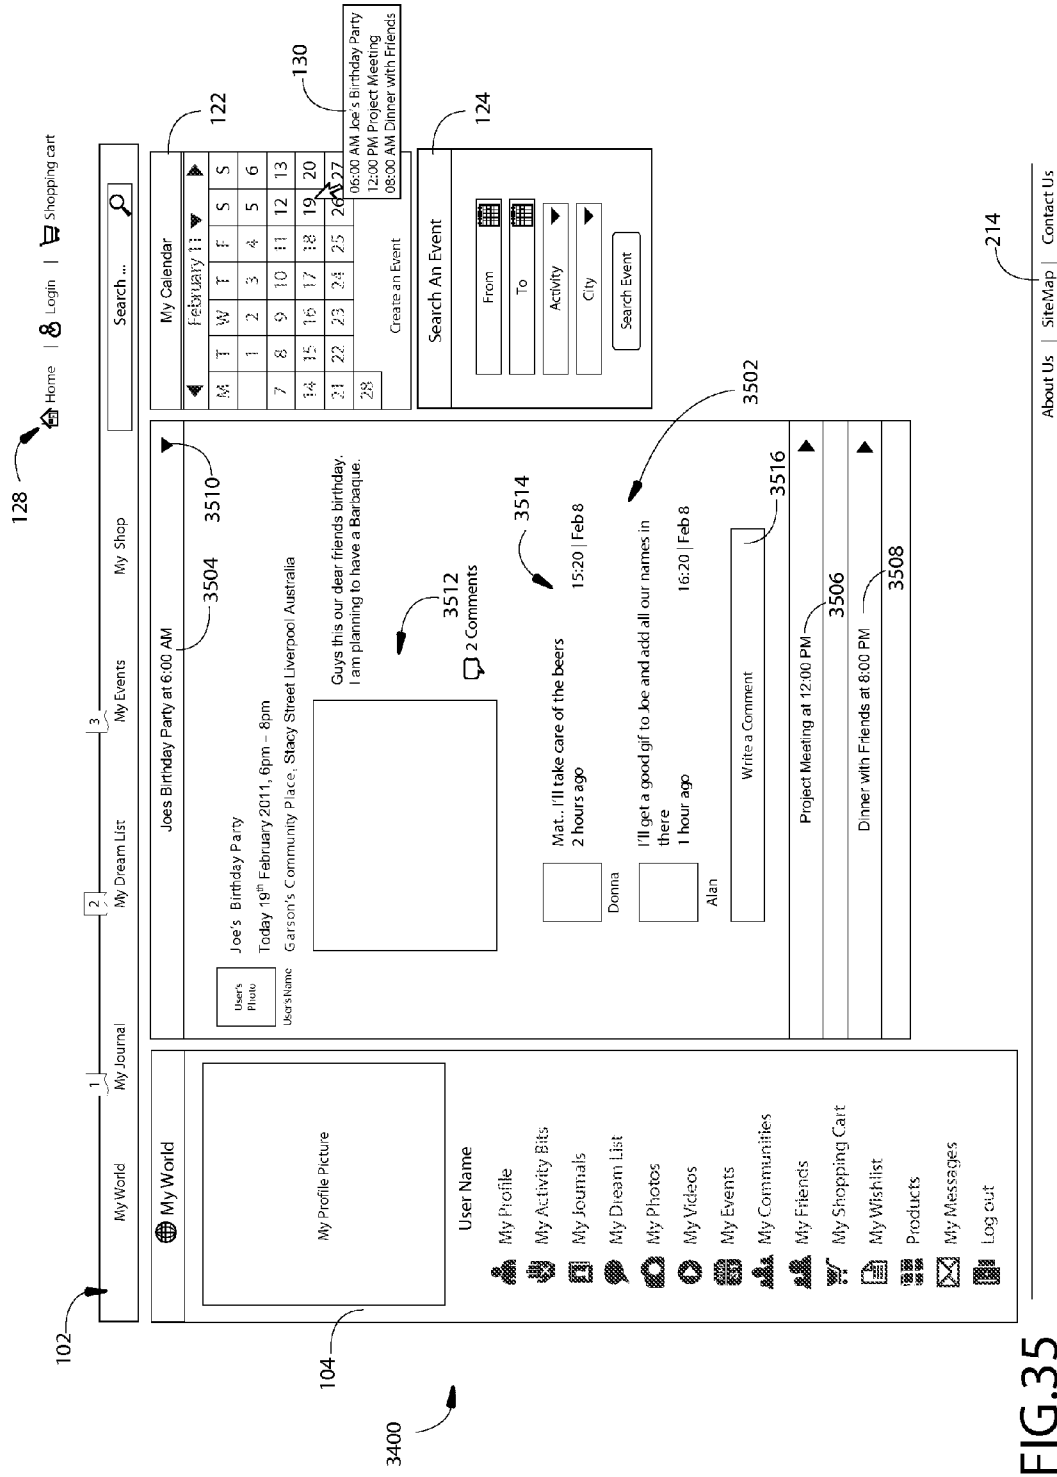 128
Home | Login | Shopping cart
102
1
2
3
My World
My Journal
My Dream List
My Events
My Shop
Search ...
My World
104
My Profile Picture
User Name
My Profile
My Activity Bits
My Journals
My Dream List
My Photos
My Videos
My Events
My Communities
My Friends
My Shopping Cart
My Wishlist
Products
My Messages
Log out
3400
Joes Birthday Party at 6:00 AM
3504
3510
User's
Photo
User's Name
Joe's Birthday Party
Today 19th February 2011, 6pm – 8pm
Garson's Community Place, Stacy Street Liverpool Australia
Guys this our dear friends birthday.
I am planning to have a Barbaque.
3512
2 Comments
3514
Mat.. I'll take care of the beers
2 hours ago
15:20 | Feb 8
Donna
3502
I'll get a good gif to Joe and add all our names in
there
1 hour ago
16:20 | Feb 8
Alan
Write a Comment
3516
Project Meeting at 12:00 PM
3506
Dinner with Friends at 8:00 PM
3508
My Calendar
122
February 11
M T W T F S S
1 2 3 4 5 6
7 8 9 10 11 12 13
14 15 16 17 18 19 20
21 22 23 24 25 26 27
28
Create an Event
130
06:00 AM Joe's Birthday Party
12:00 PM Project Meeting
08:00 AM Dinner with Friends
Search An Event
124
From
To
Activity
City
Search Event
214
About Us | SiteMap | Contact Us
FIG.35